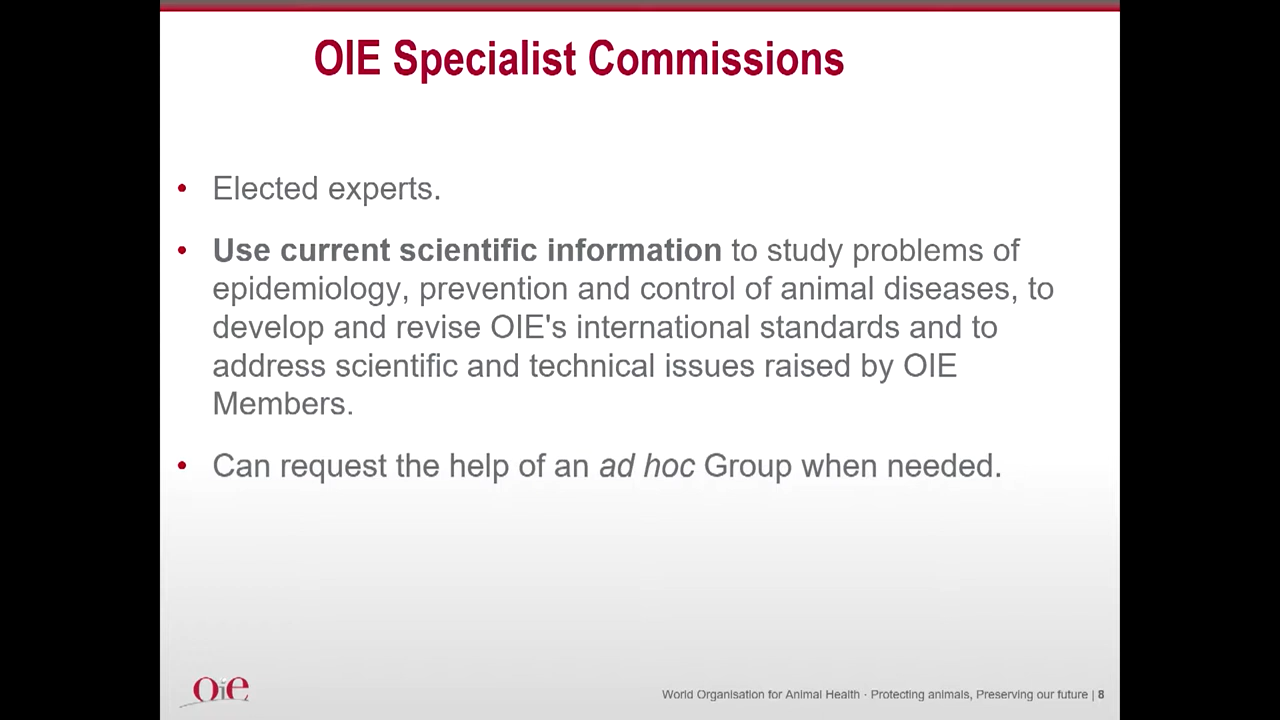 OIE Specialist Commissions
• Elected experts.
• Use current scientific information to study problems of
epidemiology, prevention and control of animal diseases, to
develop and revise OIE's international standards and to
address scientific and technical issues raised by OIE
Members.
• Can request the help of an ad hoc Group when needed.
Oie
World Organisation for Animal Health · Protecting animals, Preserving our future | 8